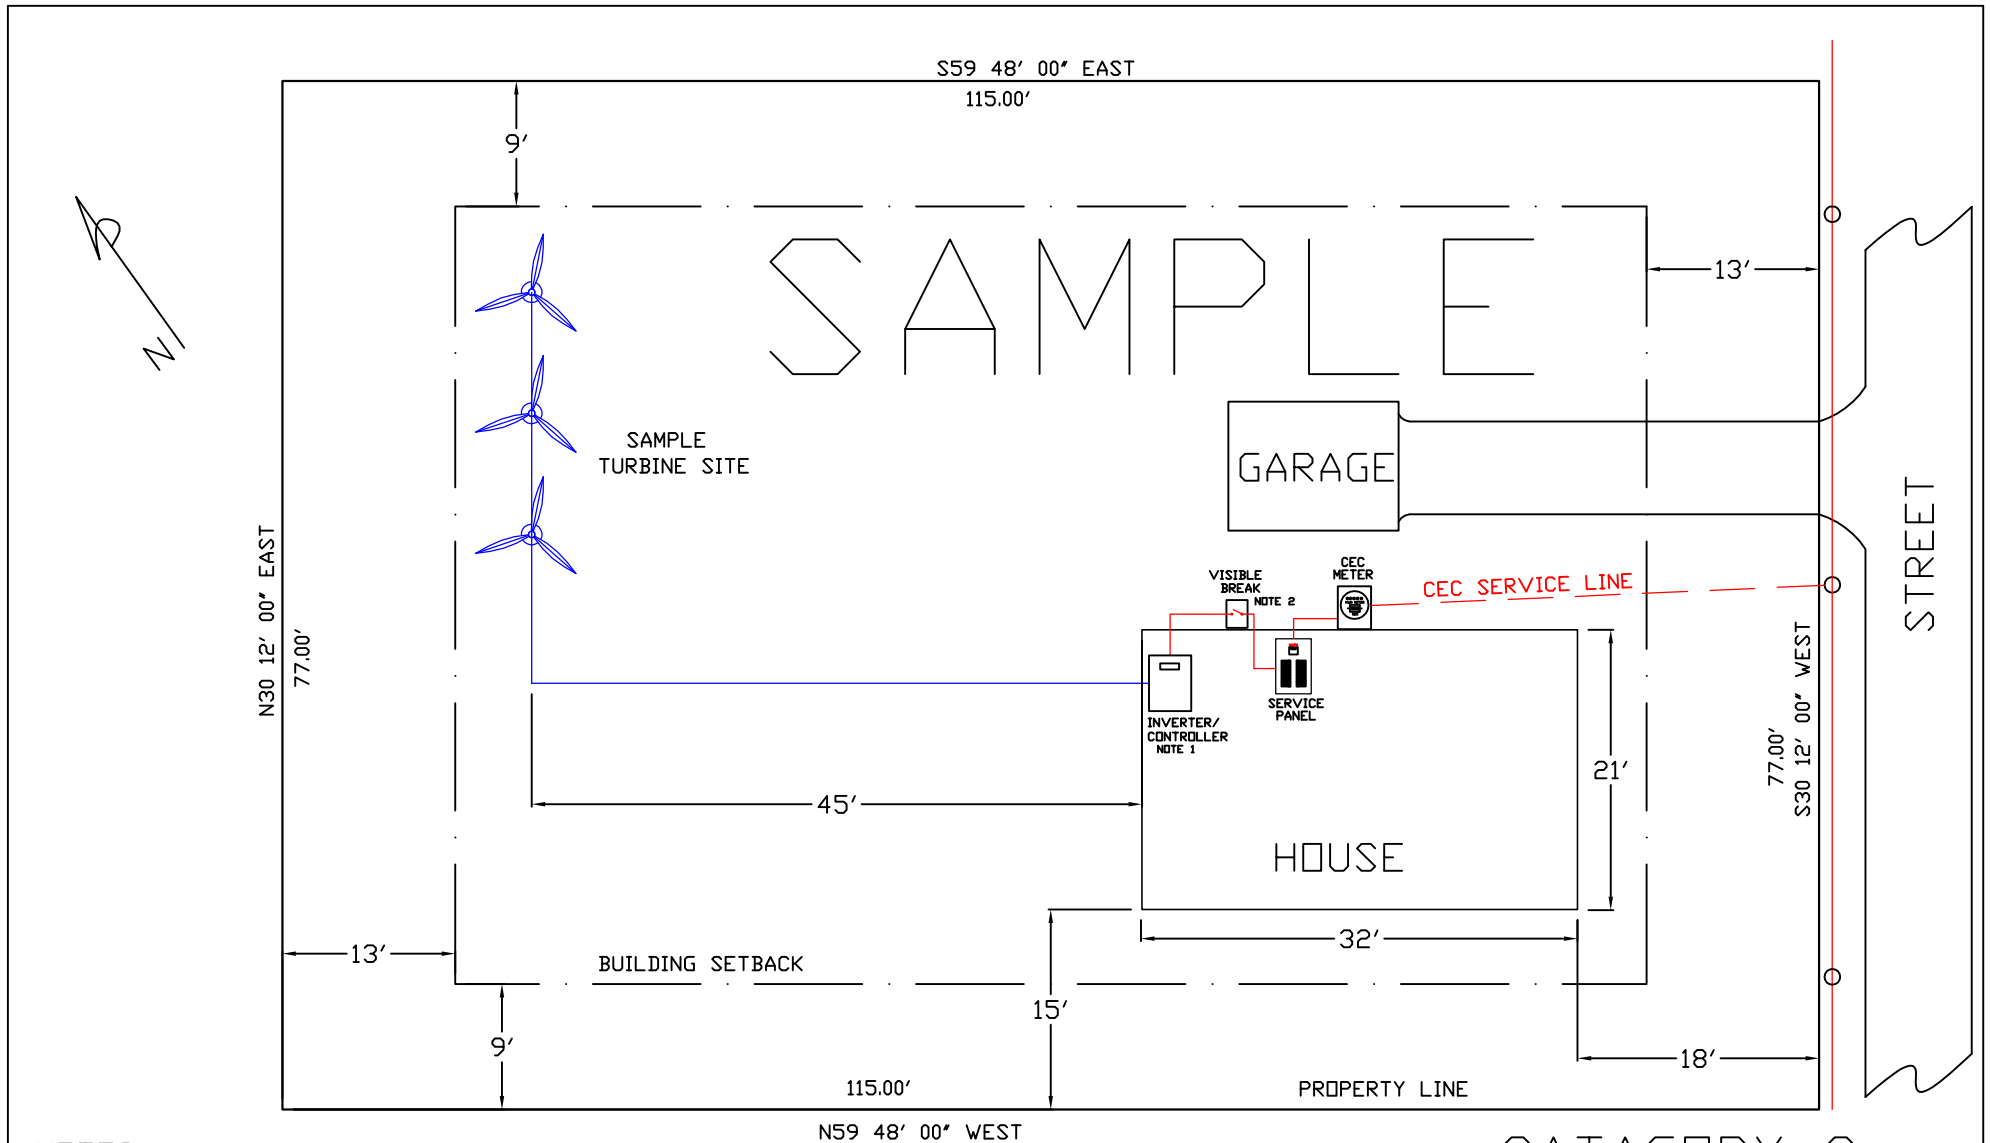 S59 48' 00" EAST
115.00'
9'
N
SAMPLE
13'
SAMPLE
TURBINE SITE
GARAGE
STREET
N30 12' 00" EAST
77.00'
VISIBLE
BREAK
NOTE 2
CEC
METER
CEC SERVICE LINE
SERVICE
PANEL
INVERTER/
CONTROLLER
NOTE 1
77.00'
S30 12' 00" WEST
21'
45'
HOUSE
32'
13'
BUILDING SETBACK
15'
9'
18'
115.00'
PROPERTY LINE
N59 48' 00" WEST